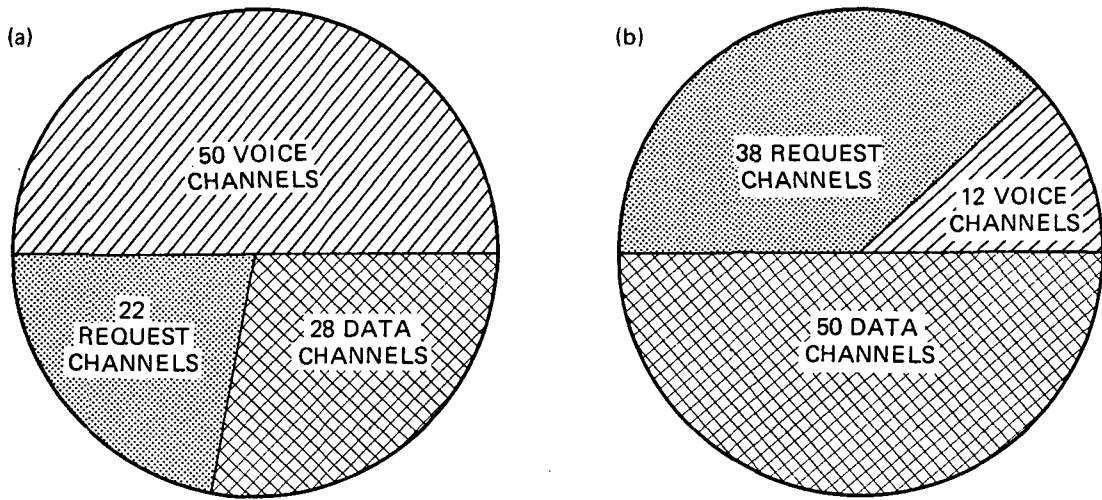 (a)
50 VOICE
CHANNELS
22
REQUEST
CHANNELS
28 DATA
CHANNELS
(b)
38 REQUEST
CHANNELS
12 VOICE
CHANNELS
50 DATA
CHANNELS